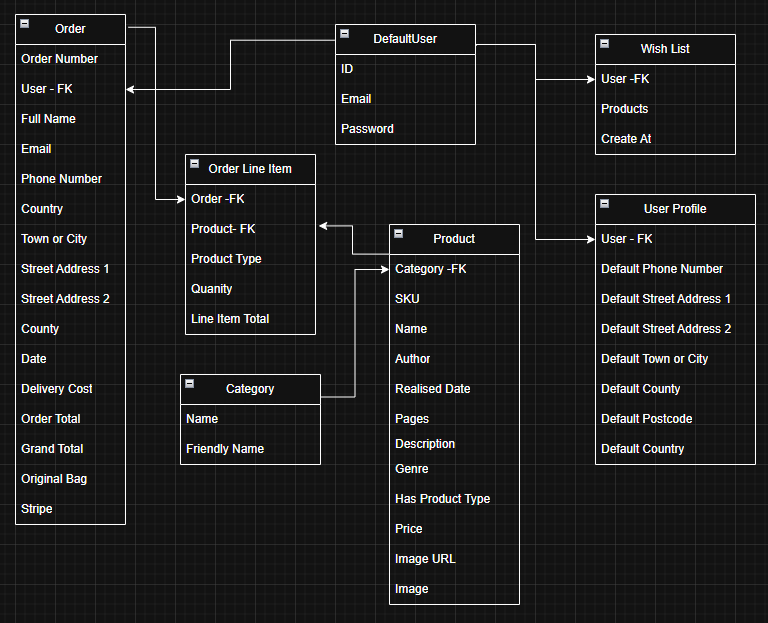 Order
Order Number
User - FK
Full Name
Email
Phone Number
Country
Town or City
Street Address 1
Street Address 2
County
Date
Delivery Cost
Order Total
Grand Total
Original Bag
Stripe
DefaultUser
ID
Email
Password
Wish List
User -FK
Products
Create At
Order Line Item
Order -FK
Product- FK
Product Type
Quanity
Line Item Total
User Profile
User - FK
Default Phone Number
Default Street Address 1
Default Street Address 2
Default Town or City
Default County
Default Postcode
Default Country
Product
Category -FK
SKU
Name
Author
Realised Date
Pages
Description
Genre
Has Product Type
Price
Image URL
Image
Category
Name
Friendly Name